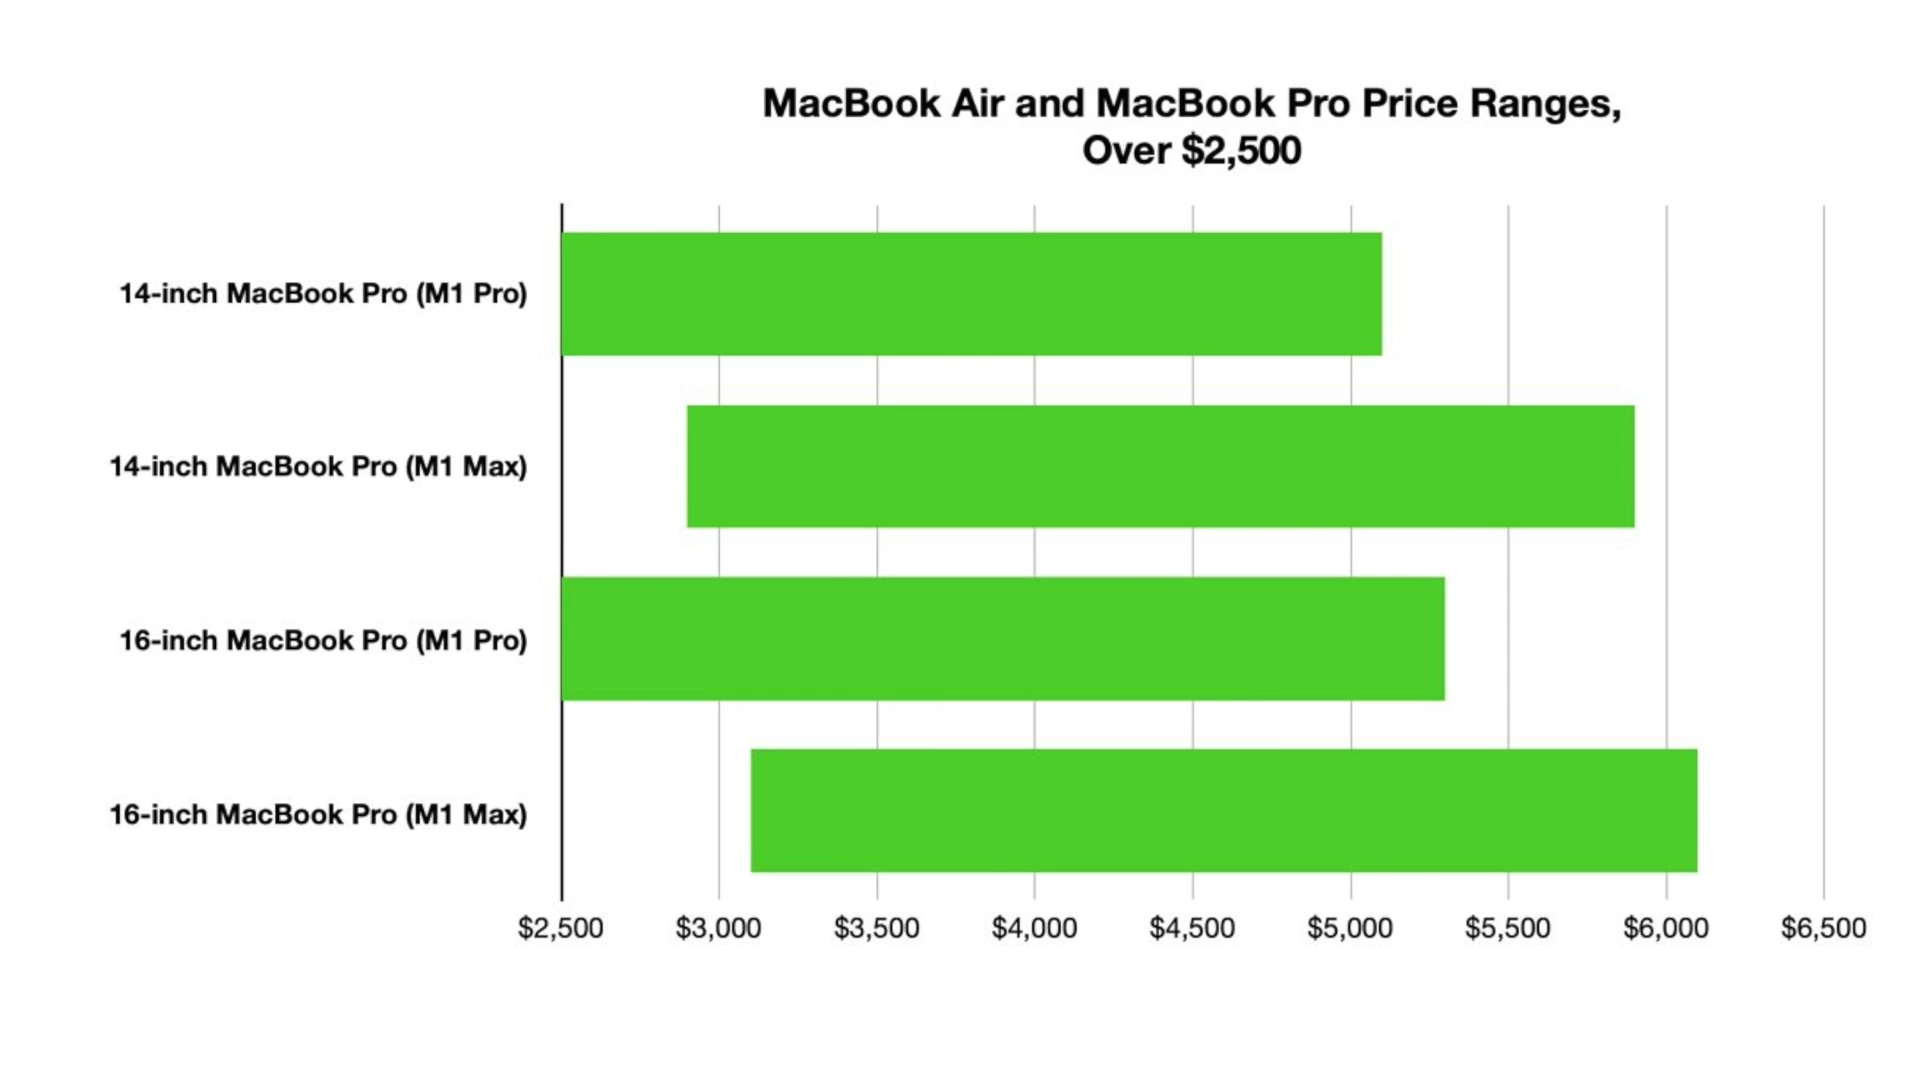 MacBook Air and MacBook Pro Price Ranges,
Over $2,500
14-inch MacBook Pro (M1 Pro)
14-inch MacBook Pro (M1 Max)
16-inch MacBook Pro (M1 Pro)
16-inch MacBook Pro (M1 Max)
$2,500 $3,000 $3,500 $4,000 $4,500 $5,000 $5,500 $6,000 $6,500